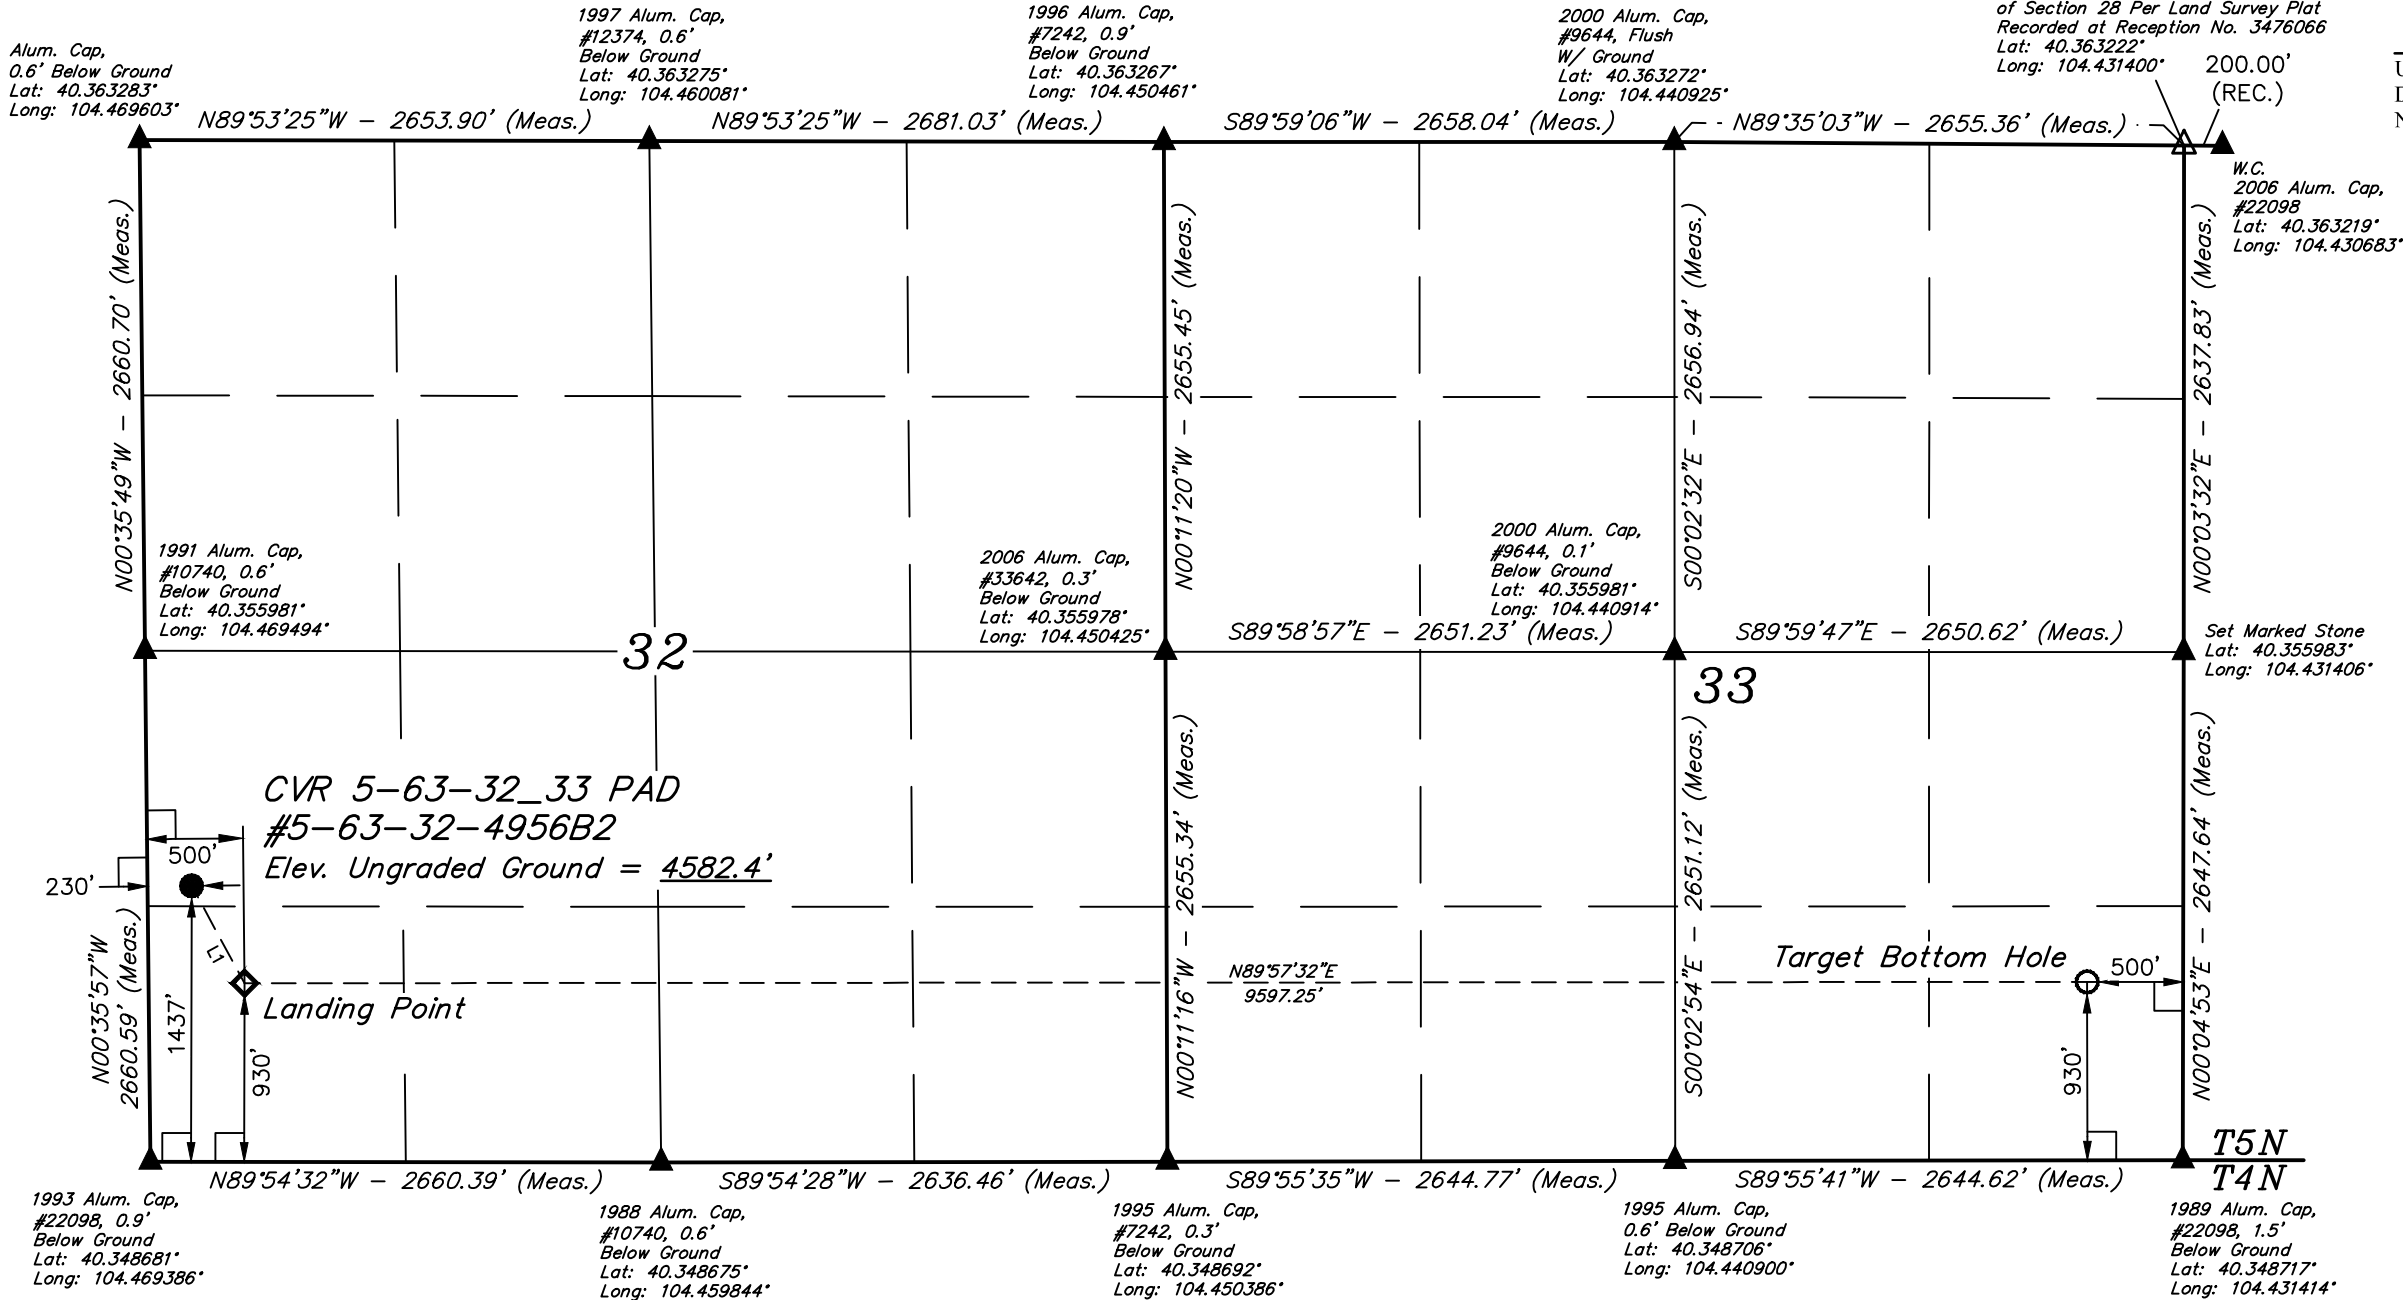 Alum. Cap,
0.6' Below Ground
Lat: 40.363283°
Long: 104.469603°
1997 Alum. Cap,
#12374, 0.6'
Below Ground
Lat: 40.363275°
Long: 104.460081°
1996 Alum. Cap,
#7242, 0.9'
Below Ground
Lat: 40.363267°
Long: 104.450461°
2000 Alum. Cap,
#9644, Flush
W/ Ground
Lat: 40.363272°
Long: 104.440925°
of Section 28 Per Land Survey Plat
Recorded at Reception No. 3476066
Lat: 40.363222°
Long: 104.431400°
200.00'
(REC.)
N89°53'25"W - 2653.90' (Meas.)
N89°53'25"W - 2681.03' (Meas.)
S89°59'06"W - 2658.04' (Meas.)
N89°35'03"W - 2655.36' (Meas.)
W.C.
2006 Alum. Cap,
#22098
Lat: 40.363219°
Long: 104.430683°
N00°35'49"W - 2660.70' (Meas.)
N00°11'20"W - 2655.45' (Meas.)
S00°02'32"E - 2656.94' (Meas.)
N00°03'32"E - 2637.83' (Meas.)
1991 Alum. Cap,
#10740, 0.6'
Below Ground
Lat: 40.355981°
Long: 104.469494°
2006 Alum. Cap,
#33642, 0.3'
Below Ground
Lat: 40.355978°
Long: 104.450425°
2000 Alum. Cap,
#9644, 0.1'
Below Ground
Lat: 40.355981°
Long: 104.440914°
Set Marked Stone
Lat: 40.355983°
Long: 104.431406°
32
S89°58'57"E - 2651.23' (Meas.)
S89°59'47"E - 2650.62' (Meas.)
33
CVR 5-63-32_33 PAD
#5-63-32-4956B2
Elev. Ungraded Ground = 4582.4'
500'
230'
L1
Landing Point
1437'
930'
N00°35'57"W
2660.59' (Meas.)
N00°11'16"W - 2655.34' (Meas.)
N89°57'32"E
9597.25'
S00°02'54"E - 2651.12' (Meas.)
Target Bottom Hole
500'
930'
N00°04'53"E - 2647.64' (Meas.)
T5N
T4N
N89°54'32"W - 2660.39' (Meas.)
S89°54'28"W - 2636.46' (Meas.)
S89°55'35"W - 2644.77' (Meas.)
S89°55'41"W - 2644.62' (Meas.)
1993 Alum. Cap,
#22098, 0.9'
Below Ground
Lat: 40.348681°
Long: 104.469386°
1988 Alum. Cap,
#10740, 0.6'
Below Ground
Lat: 40.348675°
Long: 104.459844°
1995 Alum. Cap,
#7242, 0.3'
Below Ground
Lat: 40.348692°
Long: 104.450386°
1995 Alum. Cap,
0.6' Below Ground
Lat: 40.348706°
Long: 104.440900°
1989 Alum. Cap,
#22098, 1.5'
Below Ground
Lat: 40.348717°
Long: 104.431414°